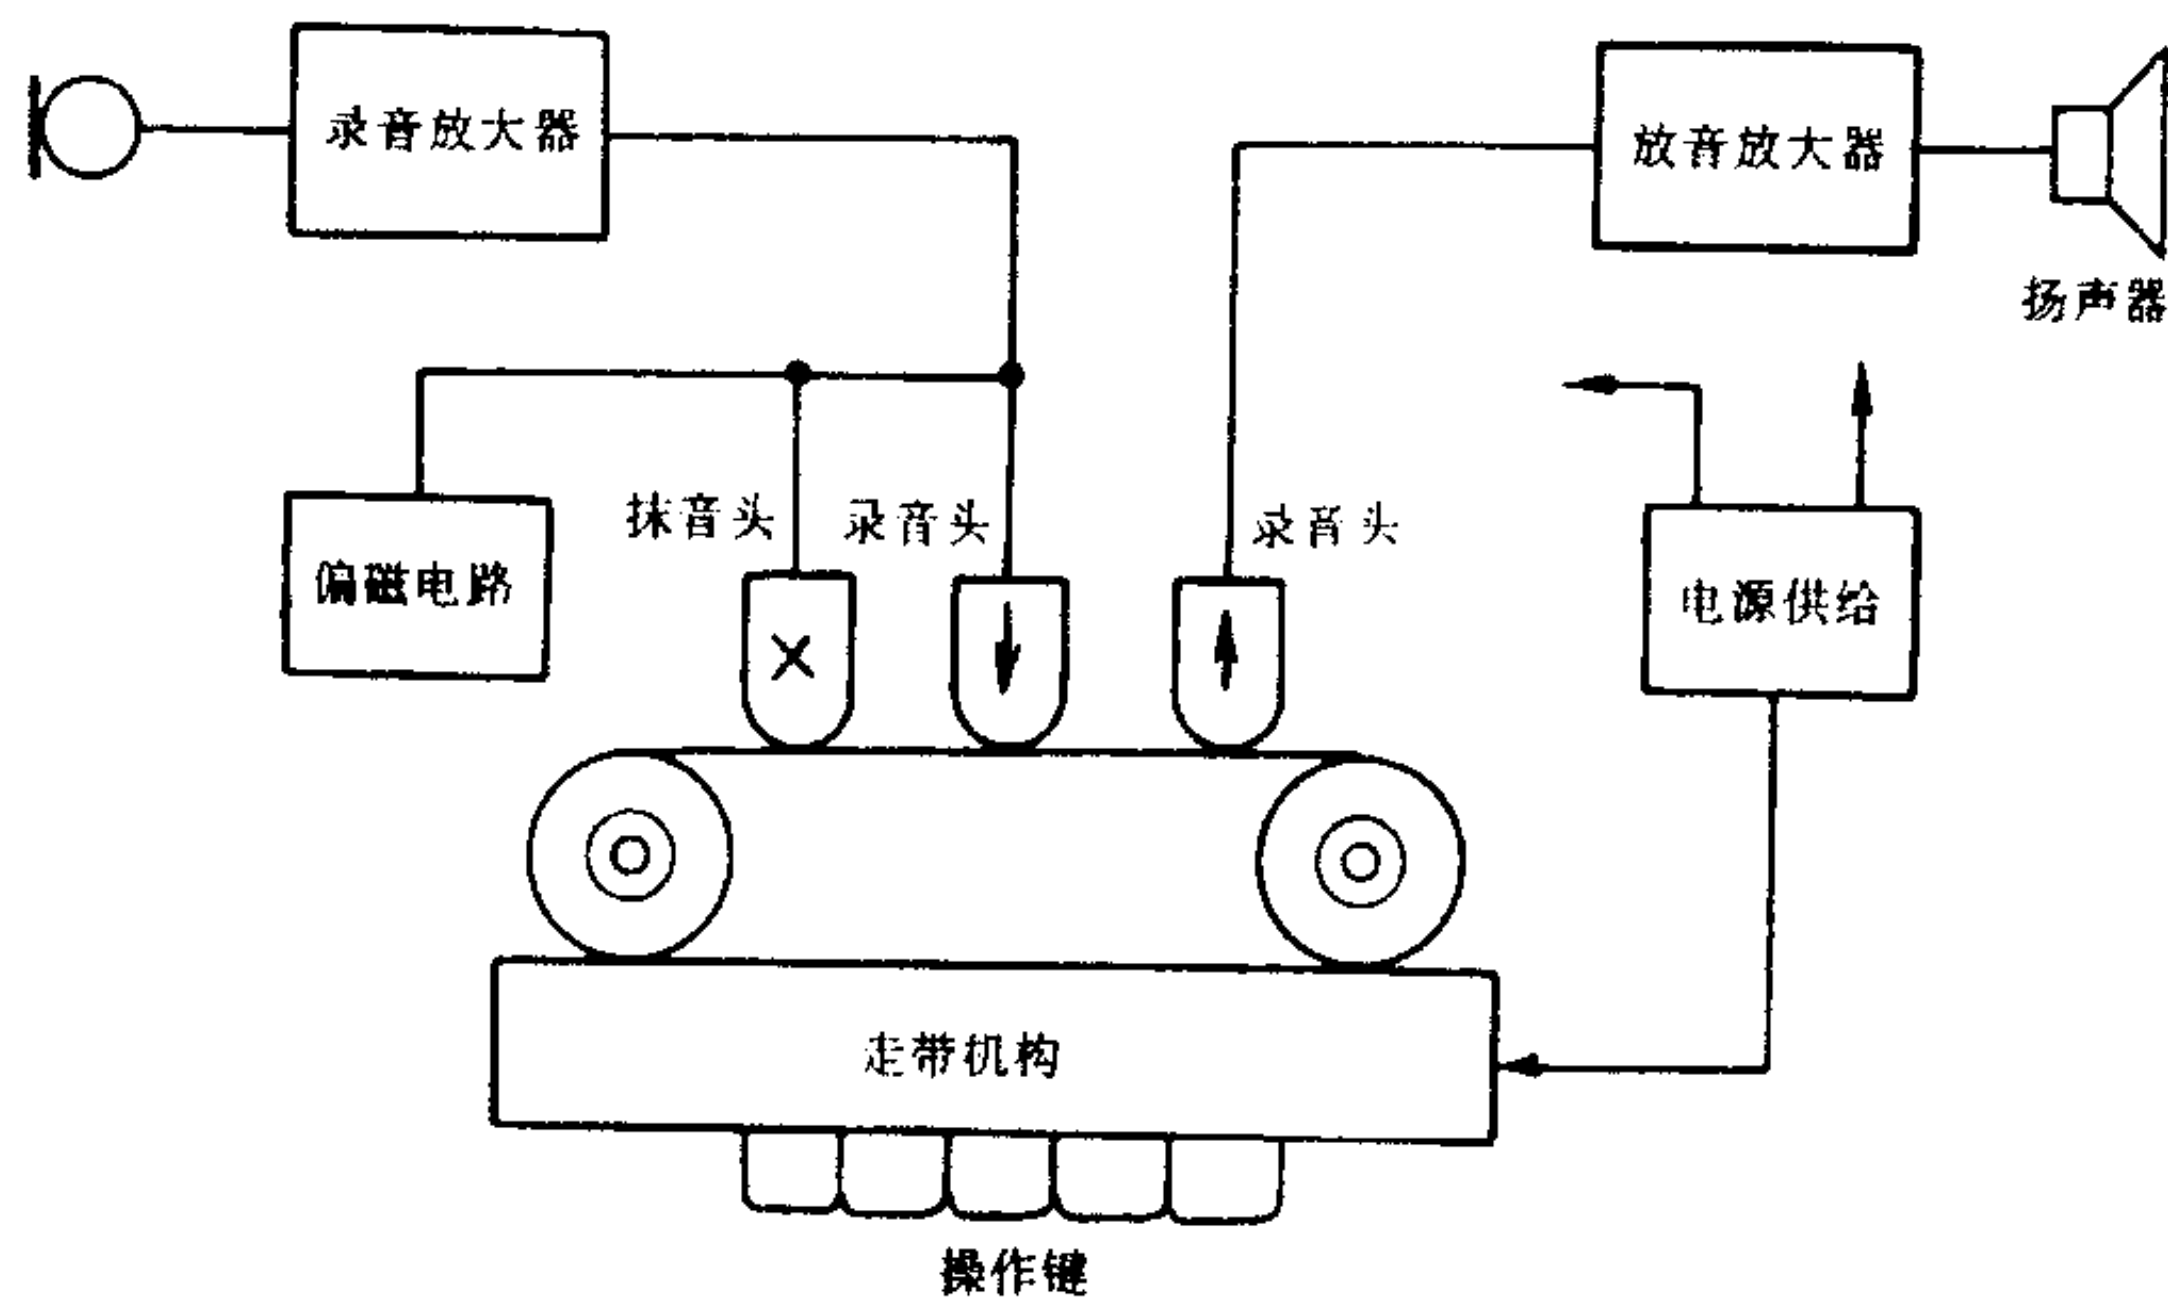 录音放大器
放音放大器
扬声器
抹音头
录音头
录音头
偏磁电路
电源供给
走带机构
操作键